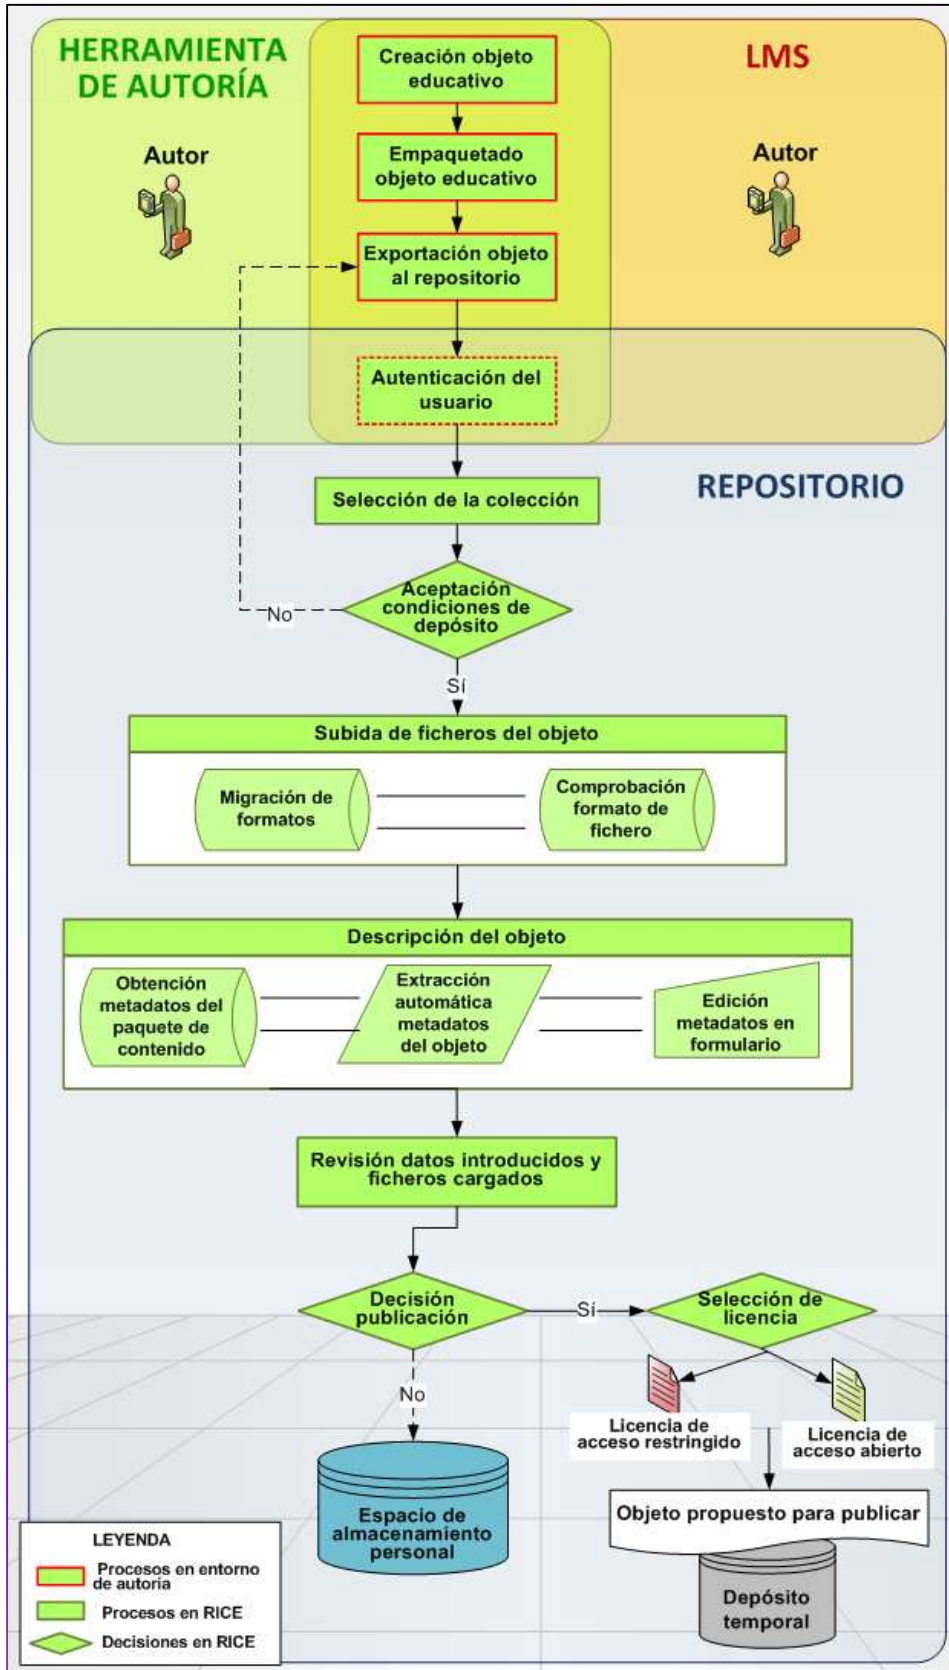 HERRAMIENTA
DE AUTORÍA
LMS
Creación objeto
educativo
Autor
Autor
Empaquetado
objeto educativo
Exportación objeto
al repositorio
Autenticación del
usuario
REPOSITORIO
Selección de la colección
Aceptación
condiciones de
depósito
No
Sí
Subida de ficheros del objeto
Migración de
formatos
Comprobación
formato de
fichero
Descripción del objeto
Obtención
metadatos del
paquete de
contenido
Extracción
automática
metadatos
del objeto
Edición
metadatos en
formulario
Revisión datos introducidos y
ficheros cargados
Decisión
publicación
Sí
Selección de
licencia
No
Licencia de
acceso restringido
Licencia de
acceso abierto
Espacio de
almacenamiento
personal
Objeto propuesto para publicar
Depósito
temporal
LEYENDA
Procesos en entorno
de autoría
Procesos en RICE
Decisiones en RICE